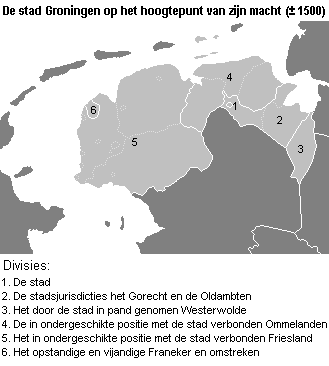 De stad Groningen op het hoogtepunt van zijn macht (± 1500)
4
6
1
2
5
3
Divisies:
1. De stad
2. De stadsjurisdicties het Gorecht en de Oldambten
3. Het door de stad in pand genomen Westerwolde
4. De in ondergeschikte positie met de stad verbonden Ommelanden
5. Het in ondergeschikte positie met de stad verbonden Friesland
6. Het opstandige en vijandige Franeker en omstreken